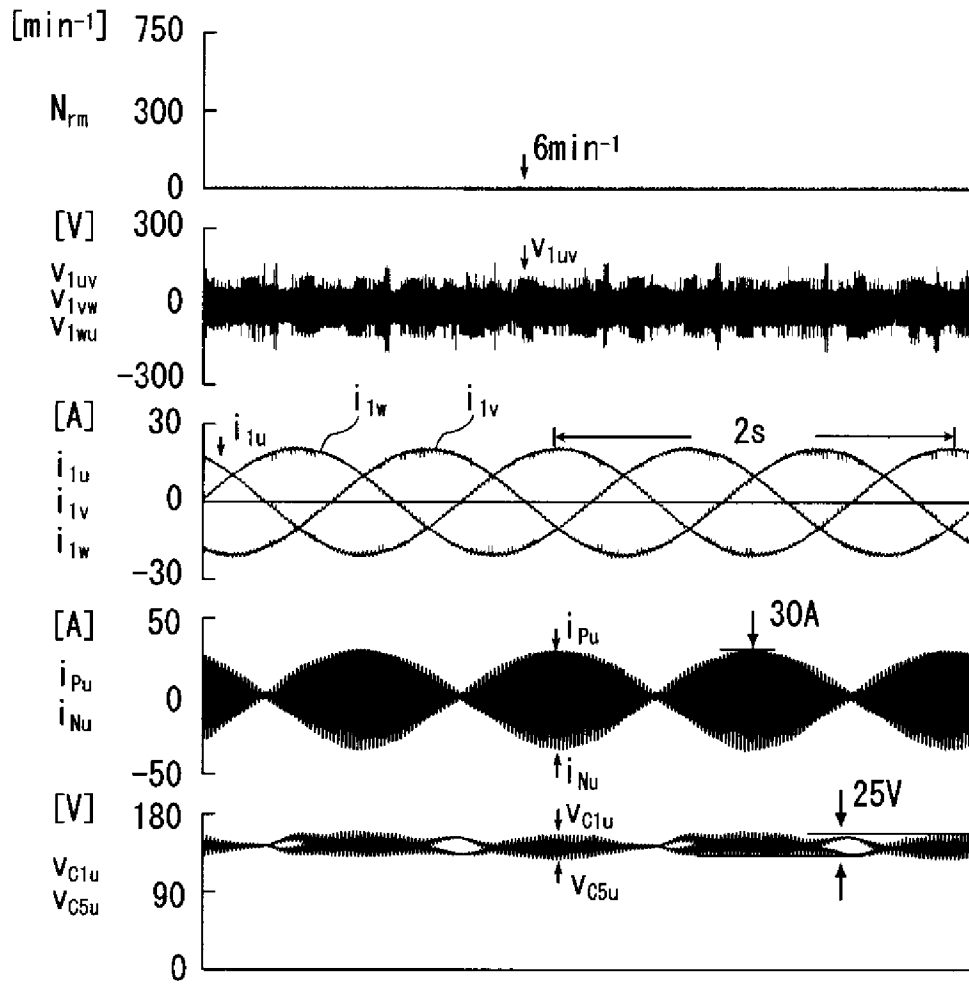 [min⁻¹] 750
N_rm 300
6min⁻¹
0
[V] 300
v_1uv
v_1uv
v_1vw 0
v_1wu
-300
[A] 30
i_1u i_1w i_1v 2s
i_1u
i_1v 0
i_1w
-30
[A] 50
i_Pu 30A
i_Pu
i_Nu 0
-50 i_Nu
[V] 180
v_C1u 25V
v_C1u
v_C5u 90
v_C5u
0